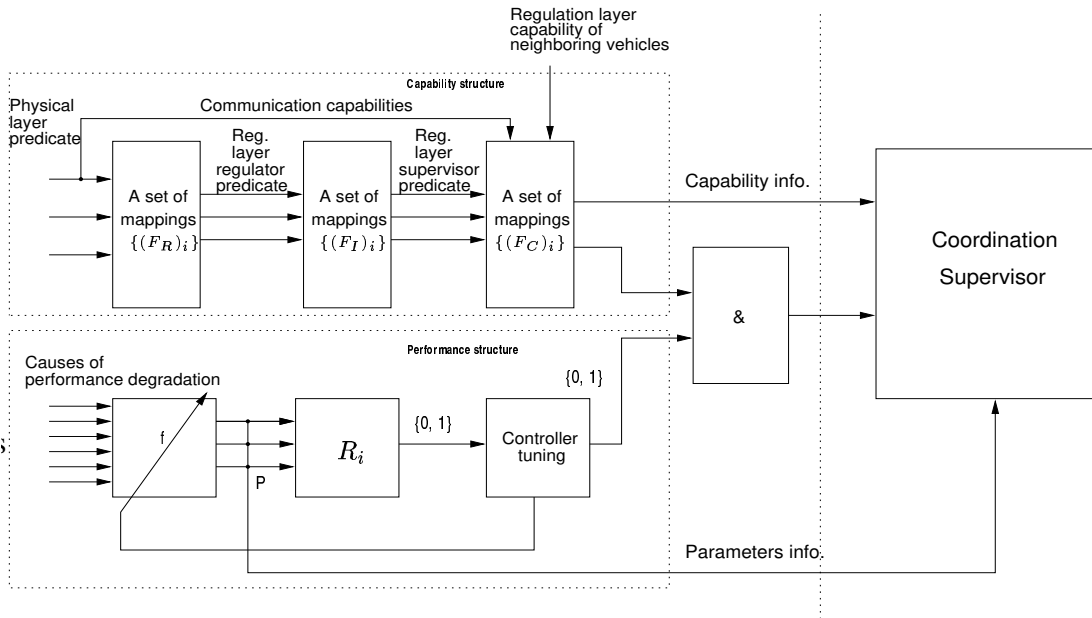 Regulation layer
capability of
neighboring vehicles
Capability structure
Physical
layer
predicate
Communication capabilities
Reg.
layer
regulator
predicate
Reg.
layer
supervisor
predicate
A set of
mappings
{(F_R)_i}
A set of
mappings
{(F_I)_i}
A set of
mappings
{(F_C)_i}
Capability info.
Coordination
Supervisor
&
Performance structure
Causes of
performance degradation
{0, 1}
f
P
R_i
{0, 1}
Controller
tuning
s
Parameters info.